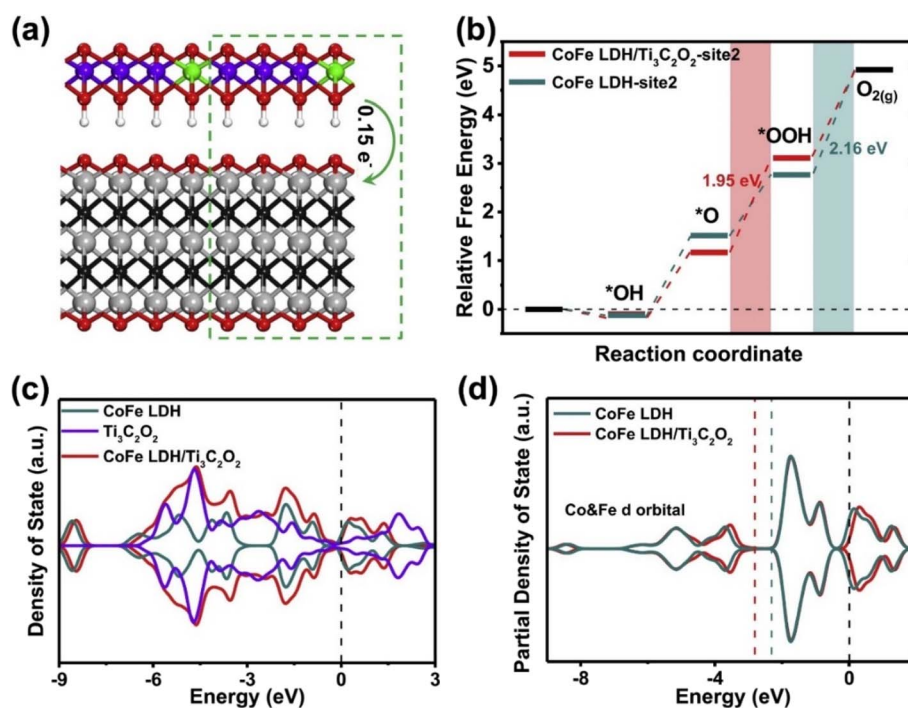 (a)
0.15 e⁻
(b)
CoFe LDH/Ti₃C₂O₂-site2
CoFe LDH-site2
Relative Free Energy (eV)
5
4
3
2
1
0
*OH
*O
1.95 eV
*OOH
2.16 eV
O₂(g)
Reaction coordinate
(c)
CoFe LDH
Ti₃C₂O₂
CoFe LDH/Ti₃C₂O₂
Density of State (a.u.)
-9
-6
-3
0
3
Energy (eV)
(d)
CoFe LDH
CoFe LDH/Ti₃C₂O₂
Co&Fe d orbital
Partial Density of State (a.u.)
-8
-4
0
Energy (eV)